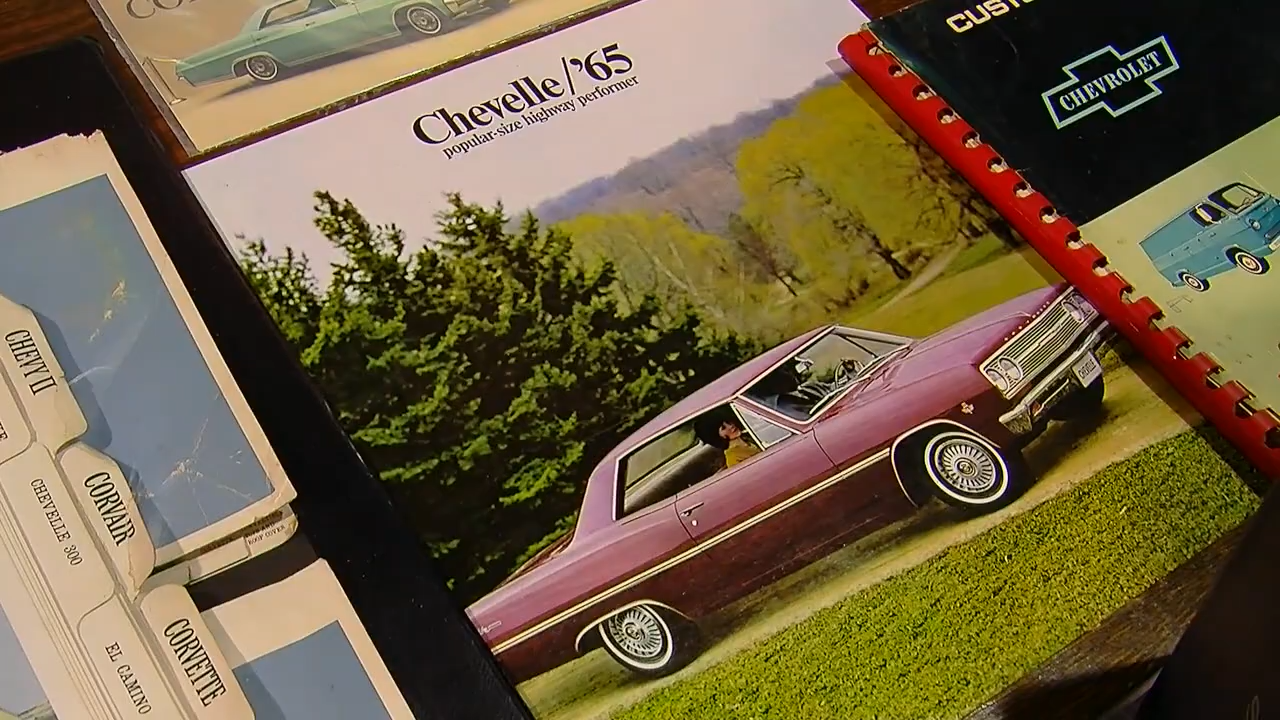 Chevelle/'65
popular-size highway performer
CHEVROLET
CHEVY II
CORVAIR
CHEVELLE 300
CORVETTE
EL CAMINO